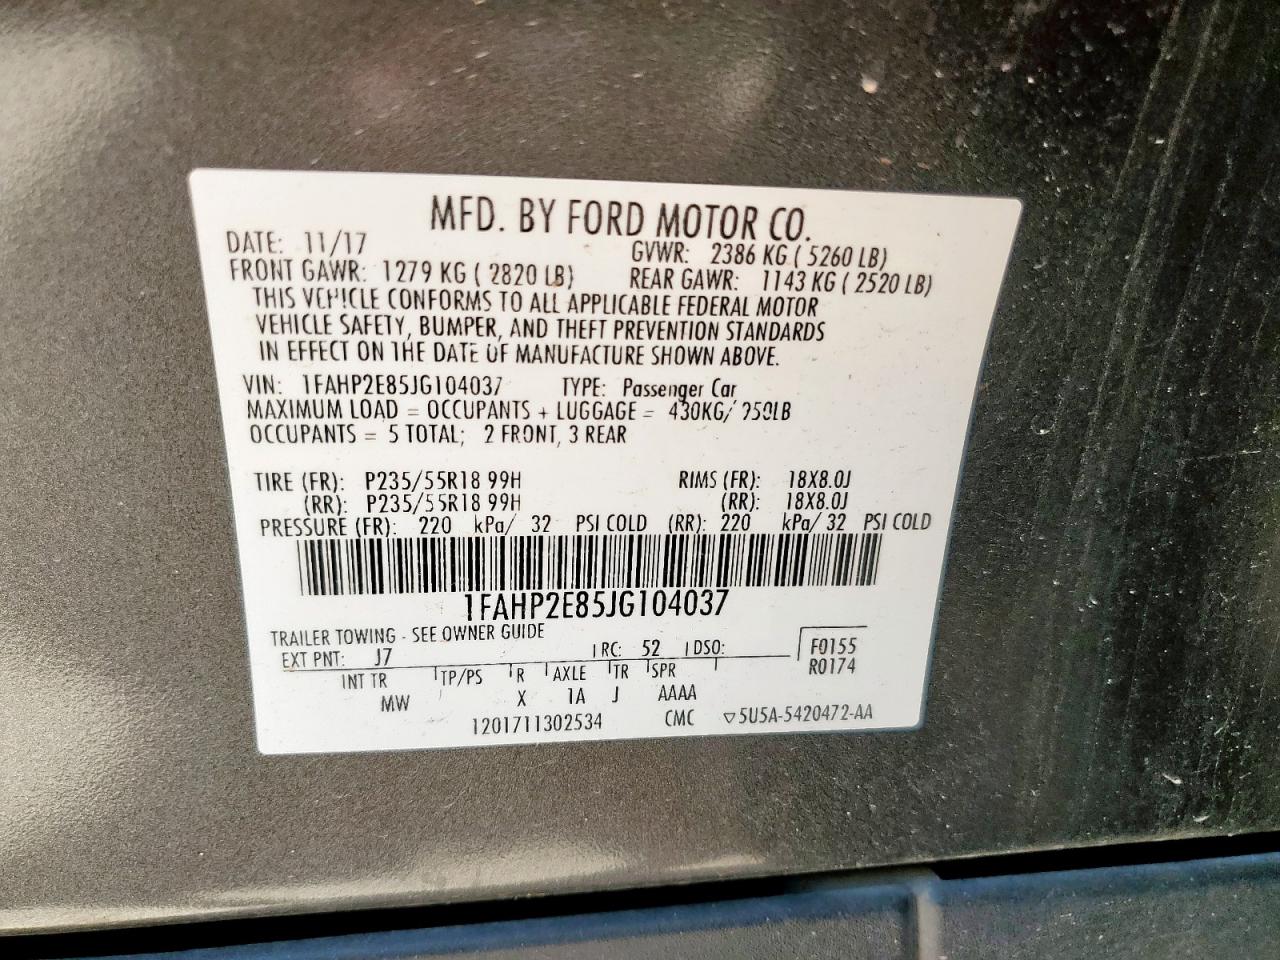 MFD. BY FORD MOTOR CO.
DATE: 11/17 GVWR: 2386 KG ( 5260 LB)
FRONT GAWR: 1279 KG ( 2820 LB) REAR GAWR: 1143 KG ( 2520 LB)
THIS VEHICLE CONFORMS TO ALL APPLICABLE FEDERAL MOTOR
VEHICLE SAFETY, BUMPER, AND THEFT PREVENTION STANDARDS
IN EFFECT ON THE DATE OF MANUFACTURE SHOWN ABOVE.
VIN: 1FAHP2E85JG104037 TYPE: Passenger Car
MAXIMUM LOAD = OCCUPANTS + LUGGAGE = 430KG/ 950LB
OCCUPANTS = 5 TOTAL; 2 FRONT, 3 REAR
TIRE (FR): P235/55R18 99H RIMS (FR): 18X8.0J
(RR): P235/55R18 99H (RR): 18X8.0J
PRESSURE (FR): 220 kPa/ 32 PSI COLD (RR): 220 kPa/ 32 PSI COLD
1FAHP2E85JG104037
TRAILER TOWING - SEE OWNER GUIDE
EXT PNT: J7 RC: 52 DSO: F0155
R0174
INT TR TP/PS R AXLE TR SPR
MW X 1A J AAAA
1201711302534 CMC ▽5U5A-5420472-AA